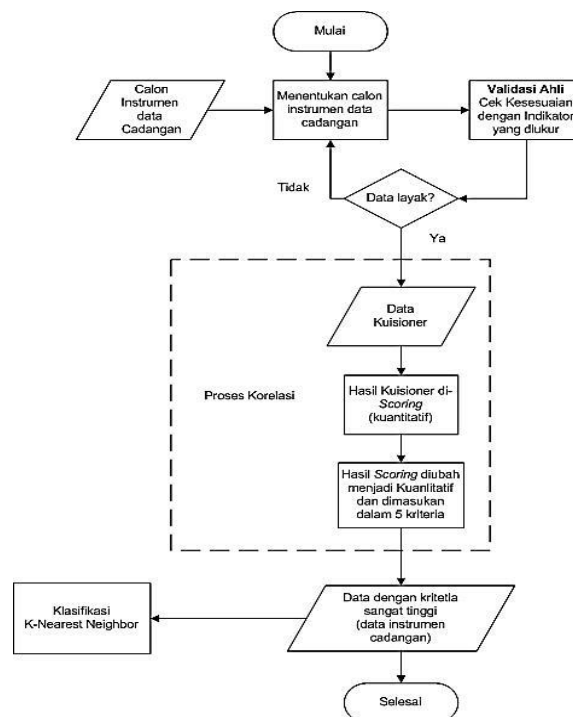 Mulai
Calon
Instrumen
data
Cadangan
Menentukan calon
instrumen data
cadangan
Validasi Ahli
Cek Kesesuaian
dengan Indikator
yang diukur
Tidak
Data layak?
Ya
Data
Kuisioner
Proses Korelasi
Hasil Kuisioner di-
Scoring
(kuantitatif)
Hasil Scoring diubah
menjadi Kuanlitatif
dan dimasukan
dalam 5 kriteria
Klasifikasi
K-Nearest Neighbor
Data dengan kritetia
sangat tinggi
(data instrumen
cadangan)
Selesai